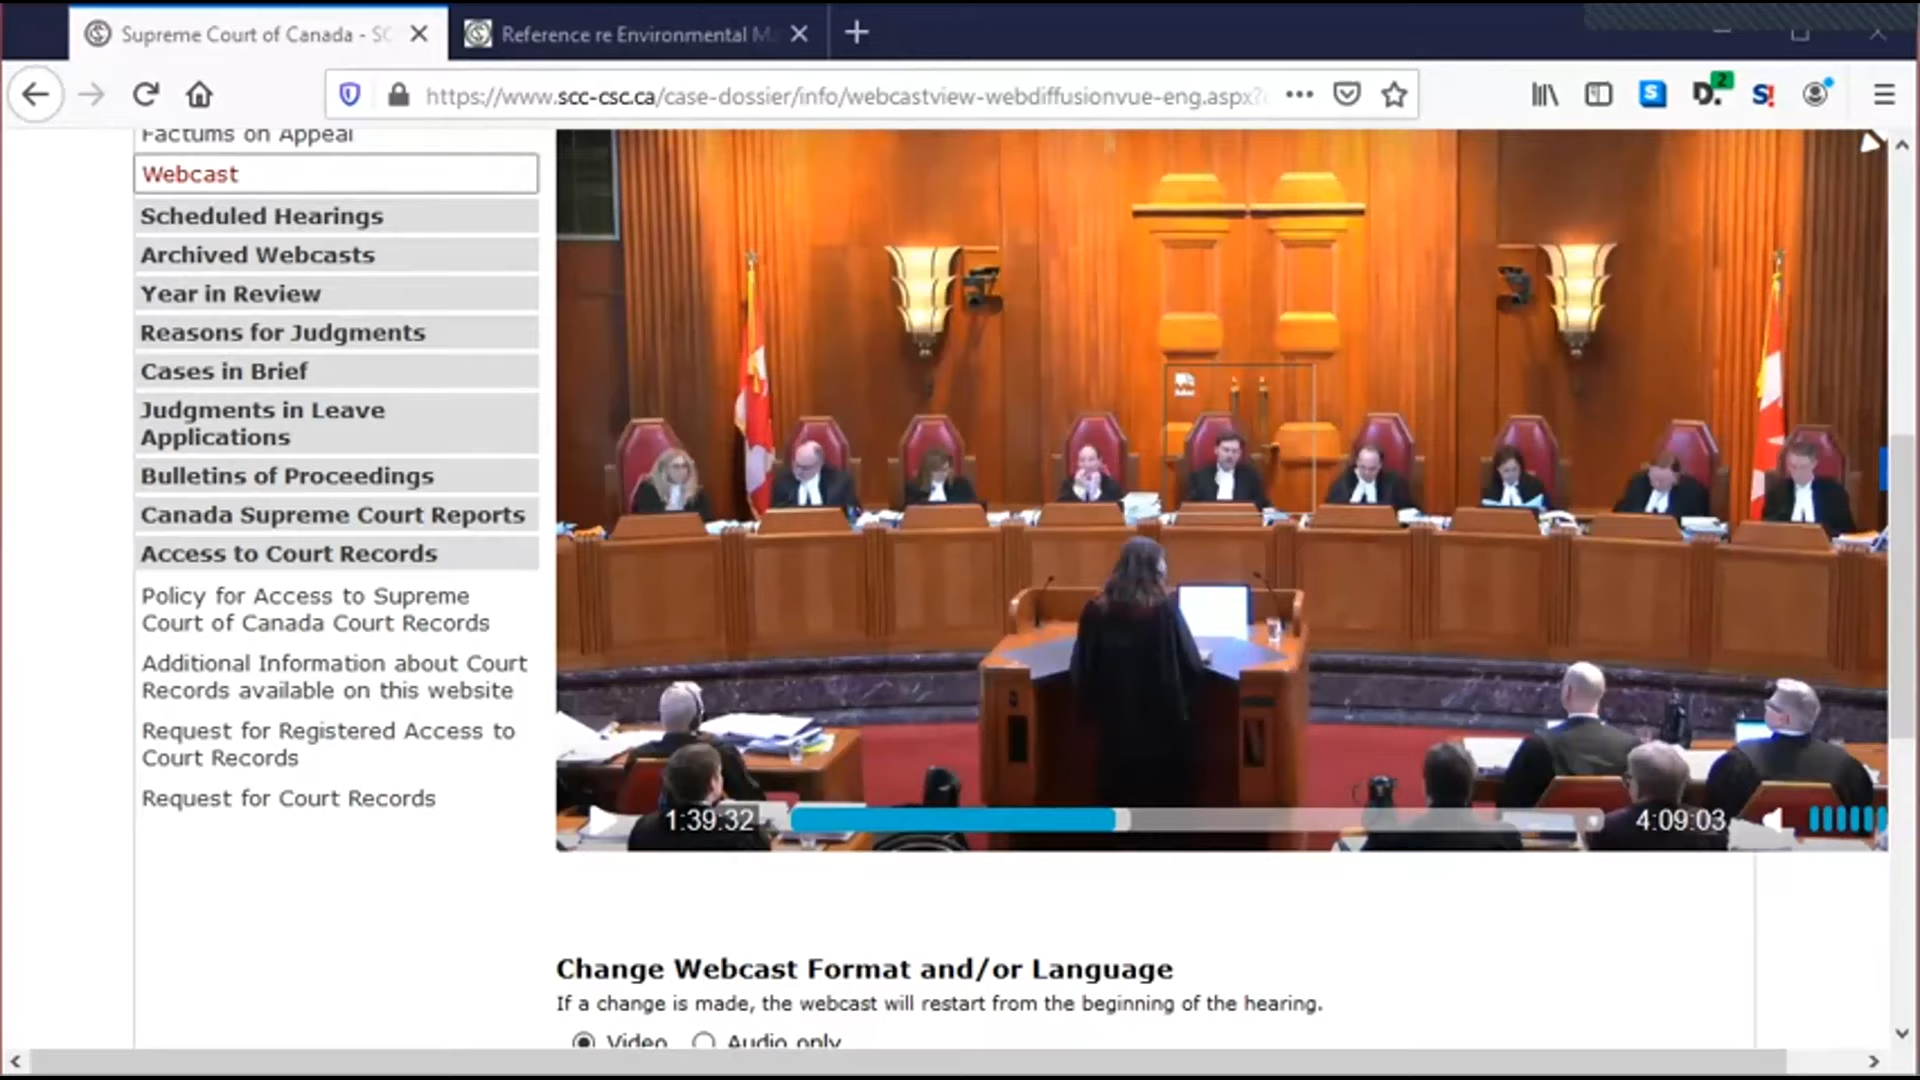 Supreme Court of Canada - SC
Reference re Environmental M
https://www.scc-csc.ca/case-dossier/info/webcastview-webdiffusionvue-eng.aspx?
S
D.
2
S!
Factums on Appeal
Webcast
Scheduled Hearings
Archived Webcasts
Year in Review
Reasons for Judgments
Cases in Brief
Judgments in Leave
Applications
Bulletins of Proceedings
Canada Supreme Court Reports
Access to Court Records
Policy for Access to Supreme
Court of Canada Court Records
Additional Information about Court
Records available on this website
Request for Registered Access to
Court Records
Request for Court Records
1:39:32
4:09:03
Change Webcast Format and/or Language
If a change is made, the webcast will restart from the beginning of the hearing.
Video
Audio only